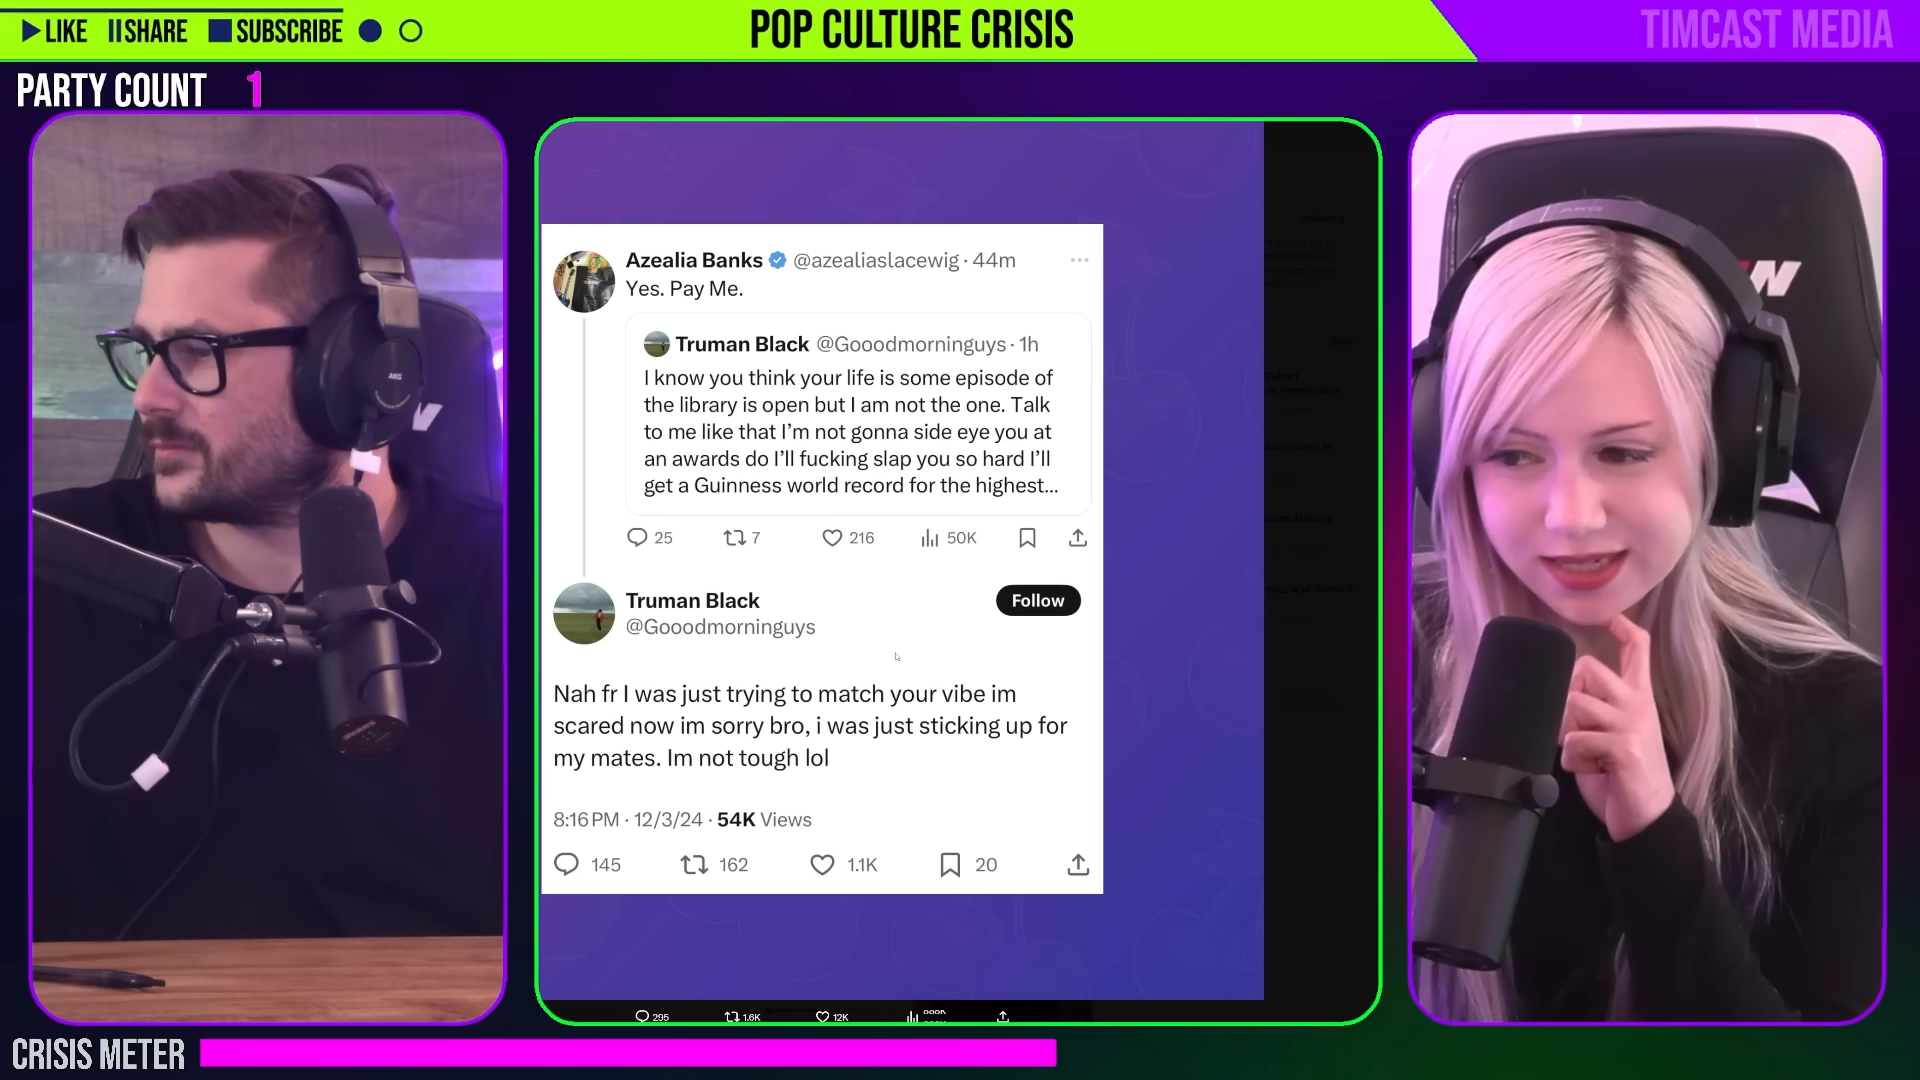 LIKE SHARE SUBSCRIBE
POP CULTURE CRISIS
TIMCAST MEDIA
PARTY COUNT 1
Azealia Banks @azealiaslacewig · 44m
Yes. Pay Me.
Truman Black @Gooodmorninguys · 1h
I know you think your life is some episode of
the library is open but I am not the one. Talk
to me like that I'm not gonna side eye you at
an awards do I'll fucking slap you so hard I'll
get a Guinness world record for the highest...
25 7 216 50K
Truman Black
Follow
@Gooodmorninguys
Nah fr I was just trying to match your vibe im
scared now im sorry bro, i was just sticking up for
my mates. Im not tough lol
8:16 PM · 12/3/24 · 54K Views
145 162 1.1K 20
295 1.6K 12K
AKG
AKG
CRISIS METER